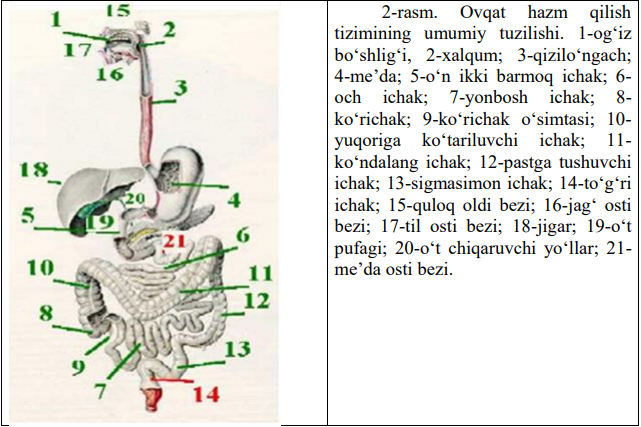 15
1
2
17
16
3
18
20
4
5
19
21
6
10
11
12
8
13
9
7
14
2-rasm. Ovqat hazm qilish
tizimining umumiy tuzilishi. 1-og‘iz
bo‘shlig‘i, 2-xalqum; 3-qizilo‘ngach;
4-me’da; 5-o‘n ikki barmoq ichak; 6-
och ichak; 7-yonbosh ichak; 8-
ko‘richak; 9-ko‘richak o‘simtasi; 10-
yuqoriga ko‘tariluvchi ichak; 11-
ko‘ndalang ichak; 12-pastga tushuvchi
ichak; 13-sigmasimon ichak; 14-to‘g‘ri
ichak; 15-quloq oldi bezi; 16-jag‘ osti
bezi; 17-til osti bezi; 18-jigar; 19-o‘t
pufagi; 20-o‘t chiqaruvchi yo‘llar; 21-
me’da osti bezi.